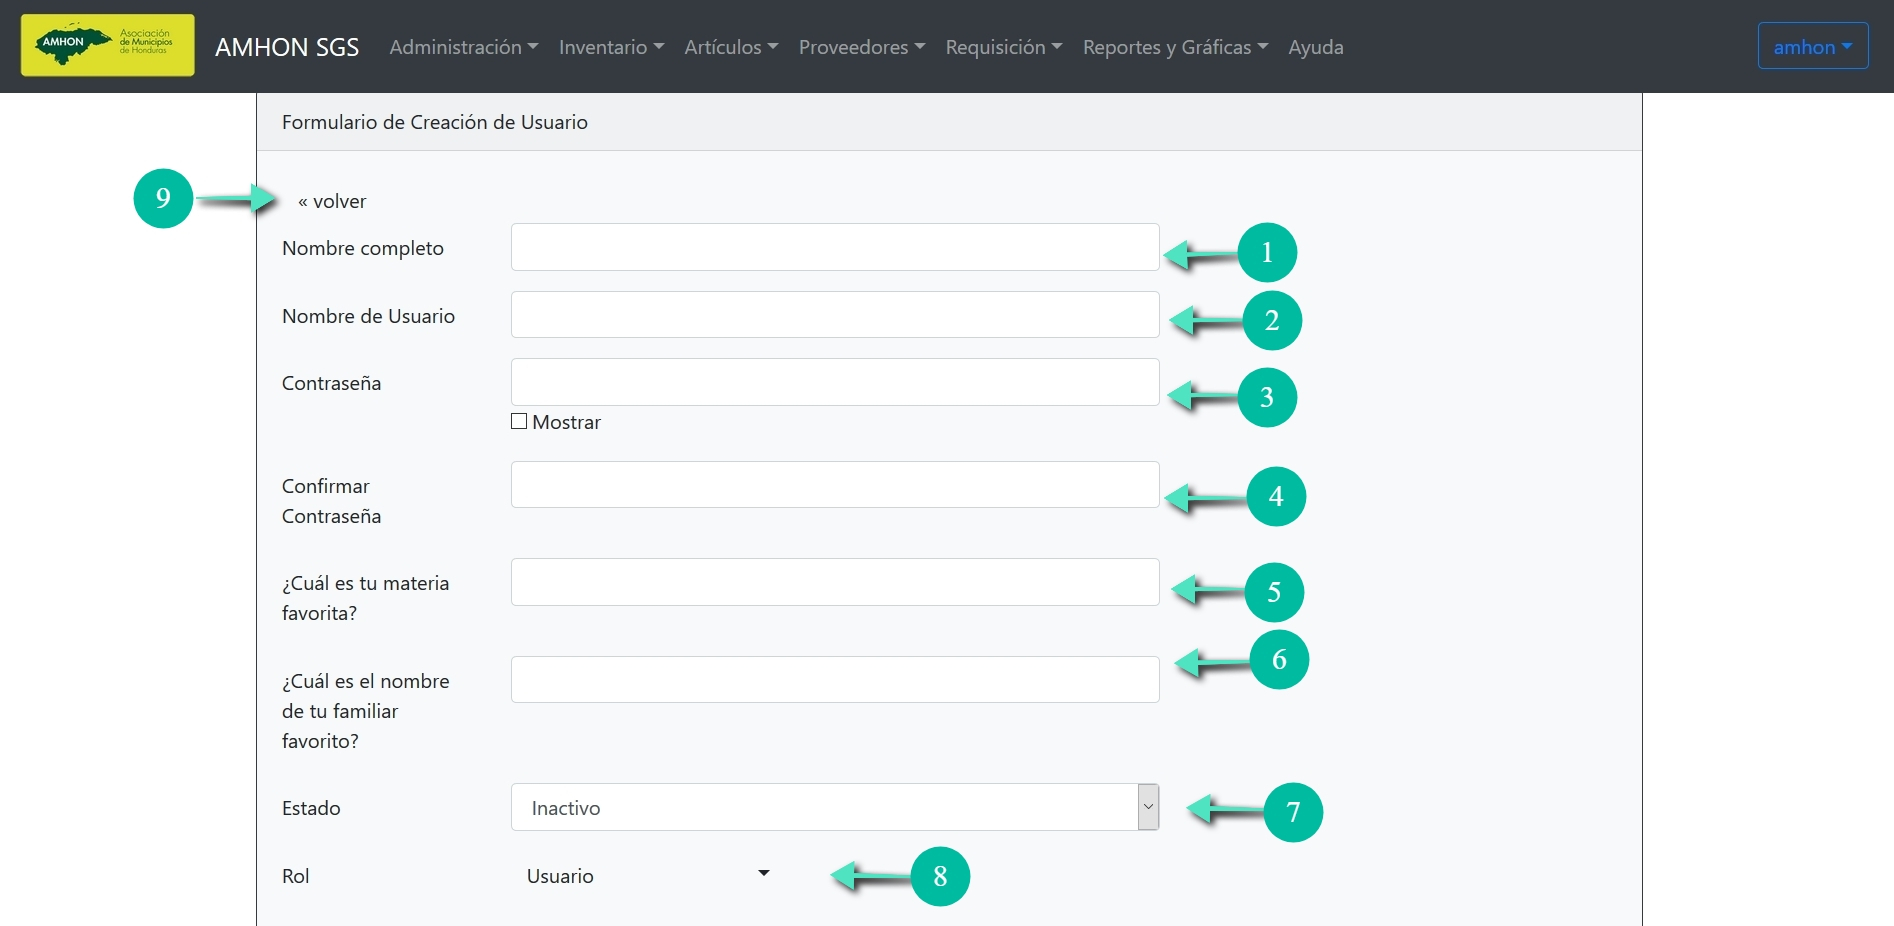 AMHON
Asociación
de Municipios
de Honduras
AMHON SGS
Administración
Inventario
Artículos
Proveedores
Requisición
Reportes y Gráficas
Ayuda
amhon
Formulario de Creación de Usuario
9
« volver
Nombre completo
1
Nombre de Usuario
2
Contraseña
3
Mostrar
Confirmar
Contraseña
4
¿Cuál es tu materia
favorita?
5
¿Cuál es el nombre
de tu familiar
favorito?
6
Estado
Inactivo
7
Rol
Usuario
8